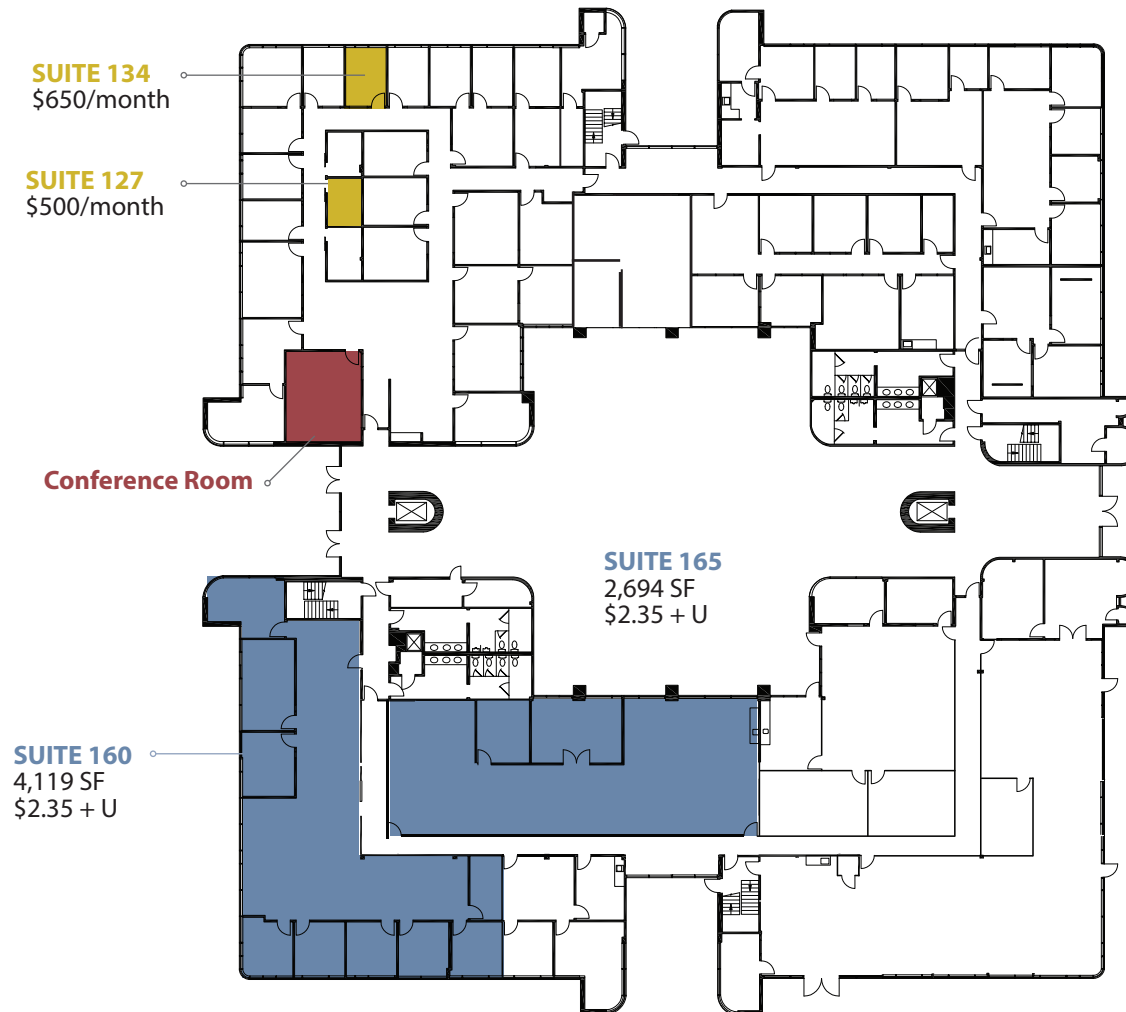 SUITE 134
$650/month
SUITE 127
$500/month
Conference Room
SUITE 165
2,694 SF
$2.35 + U
SUITE 160
4,119 SF
$2.35 + U